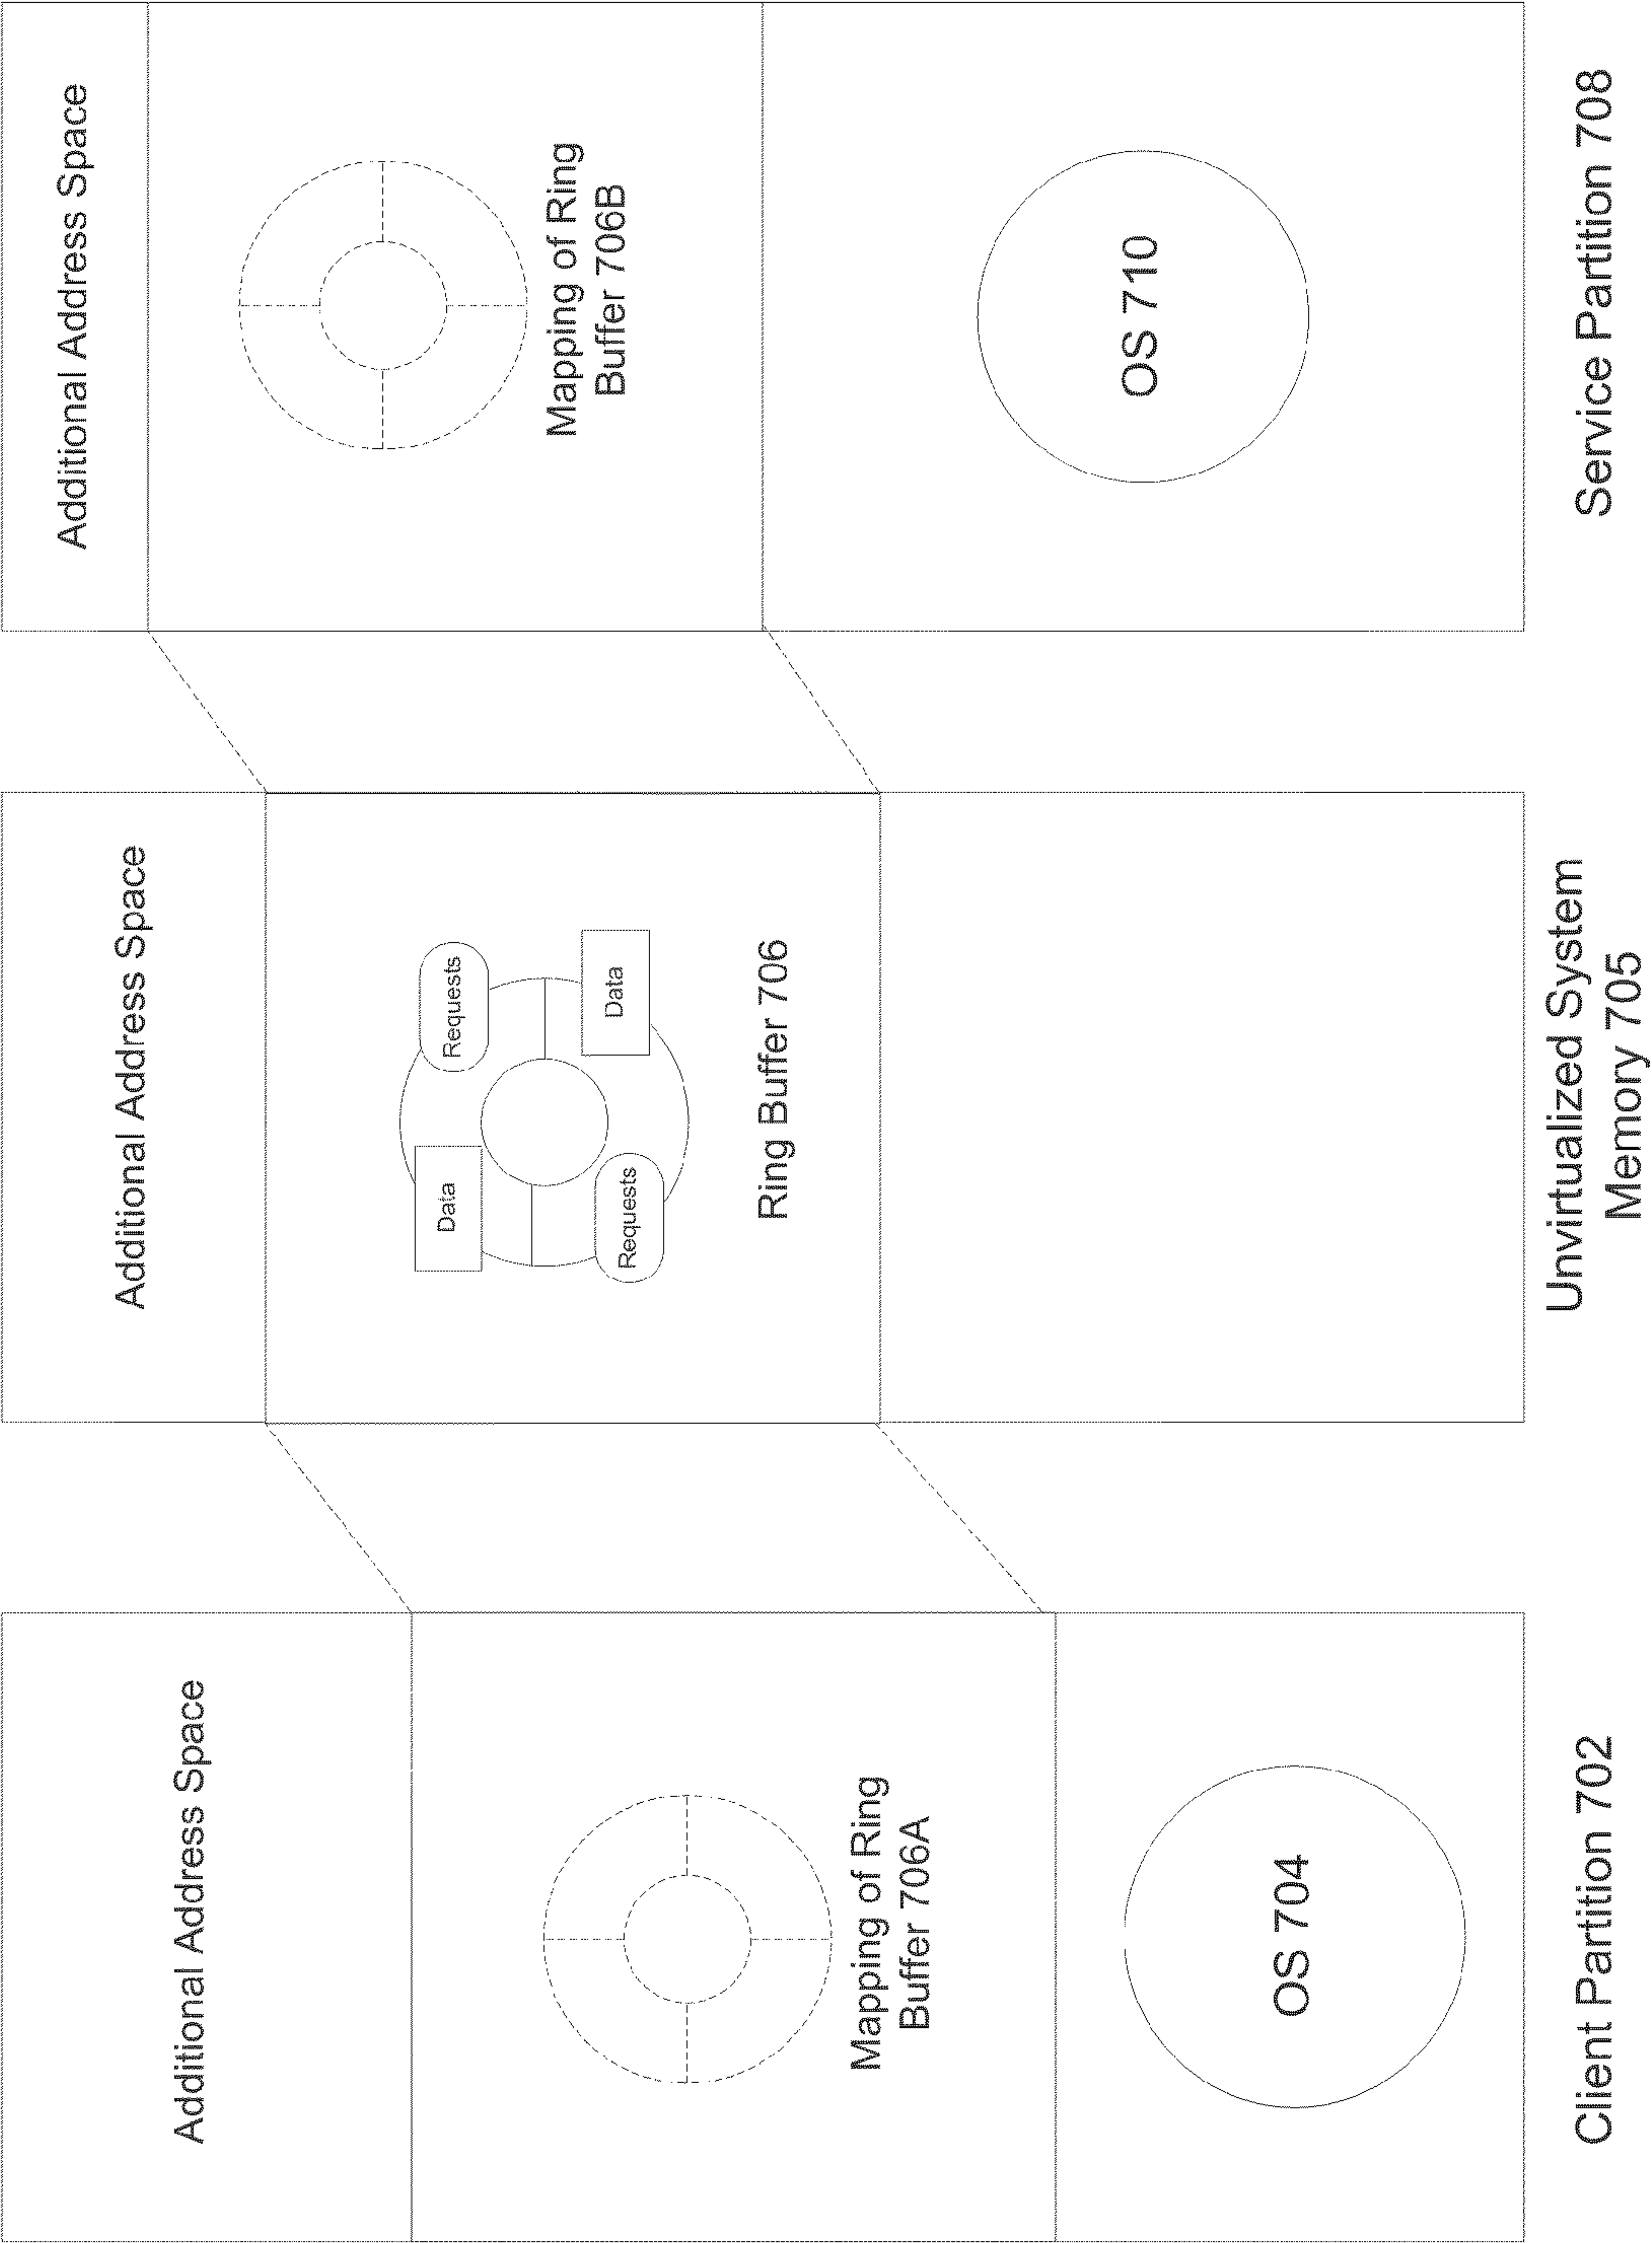 Additional Address Space
Mapping of Ring
Buffer 706A
OS 704
Client Partition 702
Additional Address Space
Requests
Data
Data
Requests
Ring Buffer 706
Unvirtualized System
Memory 705
Additional Address Space
Mapping of Ring
Buffer 706B
OS 710
Service Partition 708